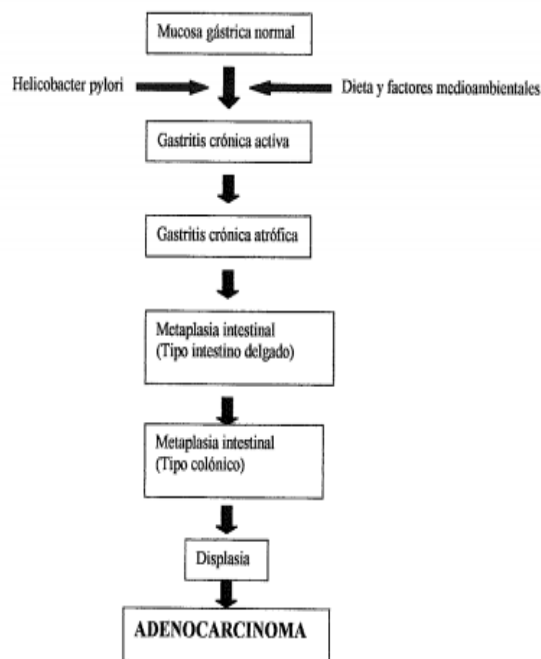 Mucosa gástrica normal
Helicobacter pylori
Dieta y factores medioambientales
Gastritis crónica activa
Gastritis crónica atrófica
Metaplasia intestinal
(Tipo intestino delgado)
Metaplasia intestinal
(Tipo colónico)
Displasia
ADENOCARCINOMA